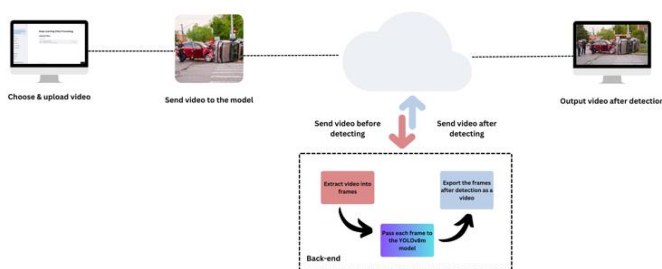 Choose & upload video
Send video to the model
Output video after detection
Send video before
detecting
Send video after
detecting
Extract video into
frames
Export the frames
after detection as a
video
Pass each frame to
the YOLOv8m
model
Back-end